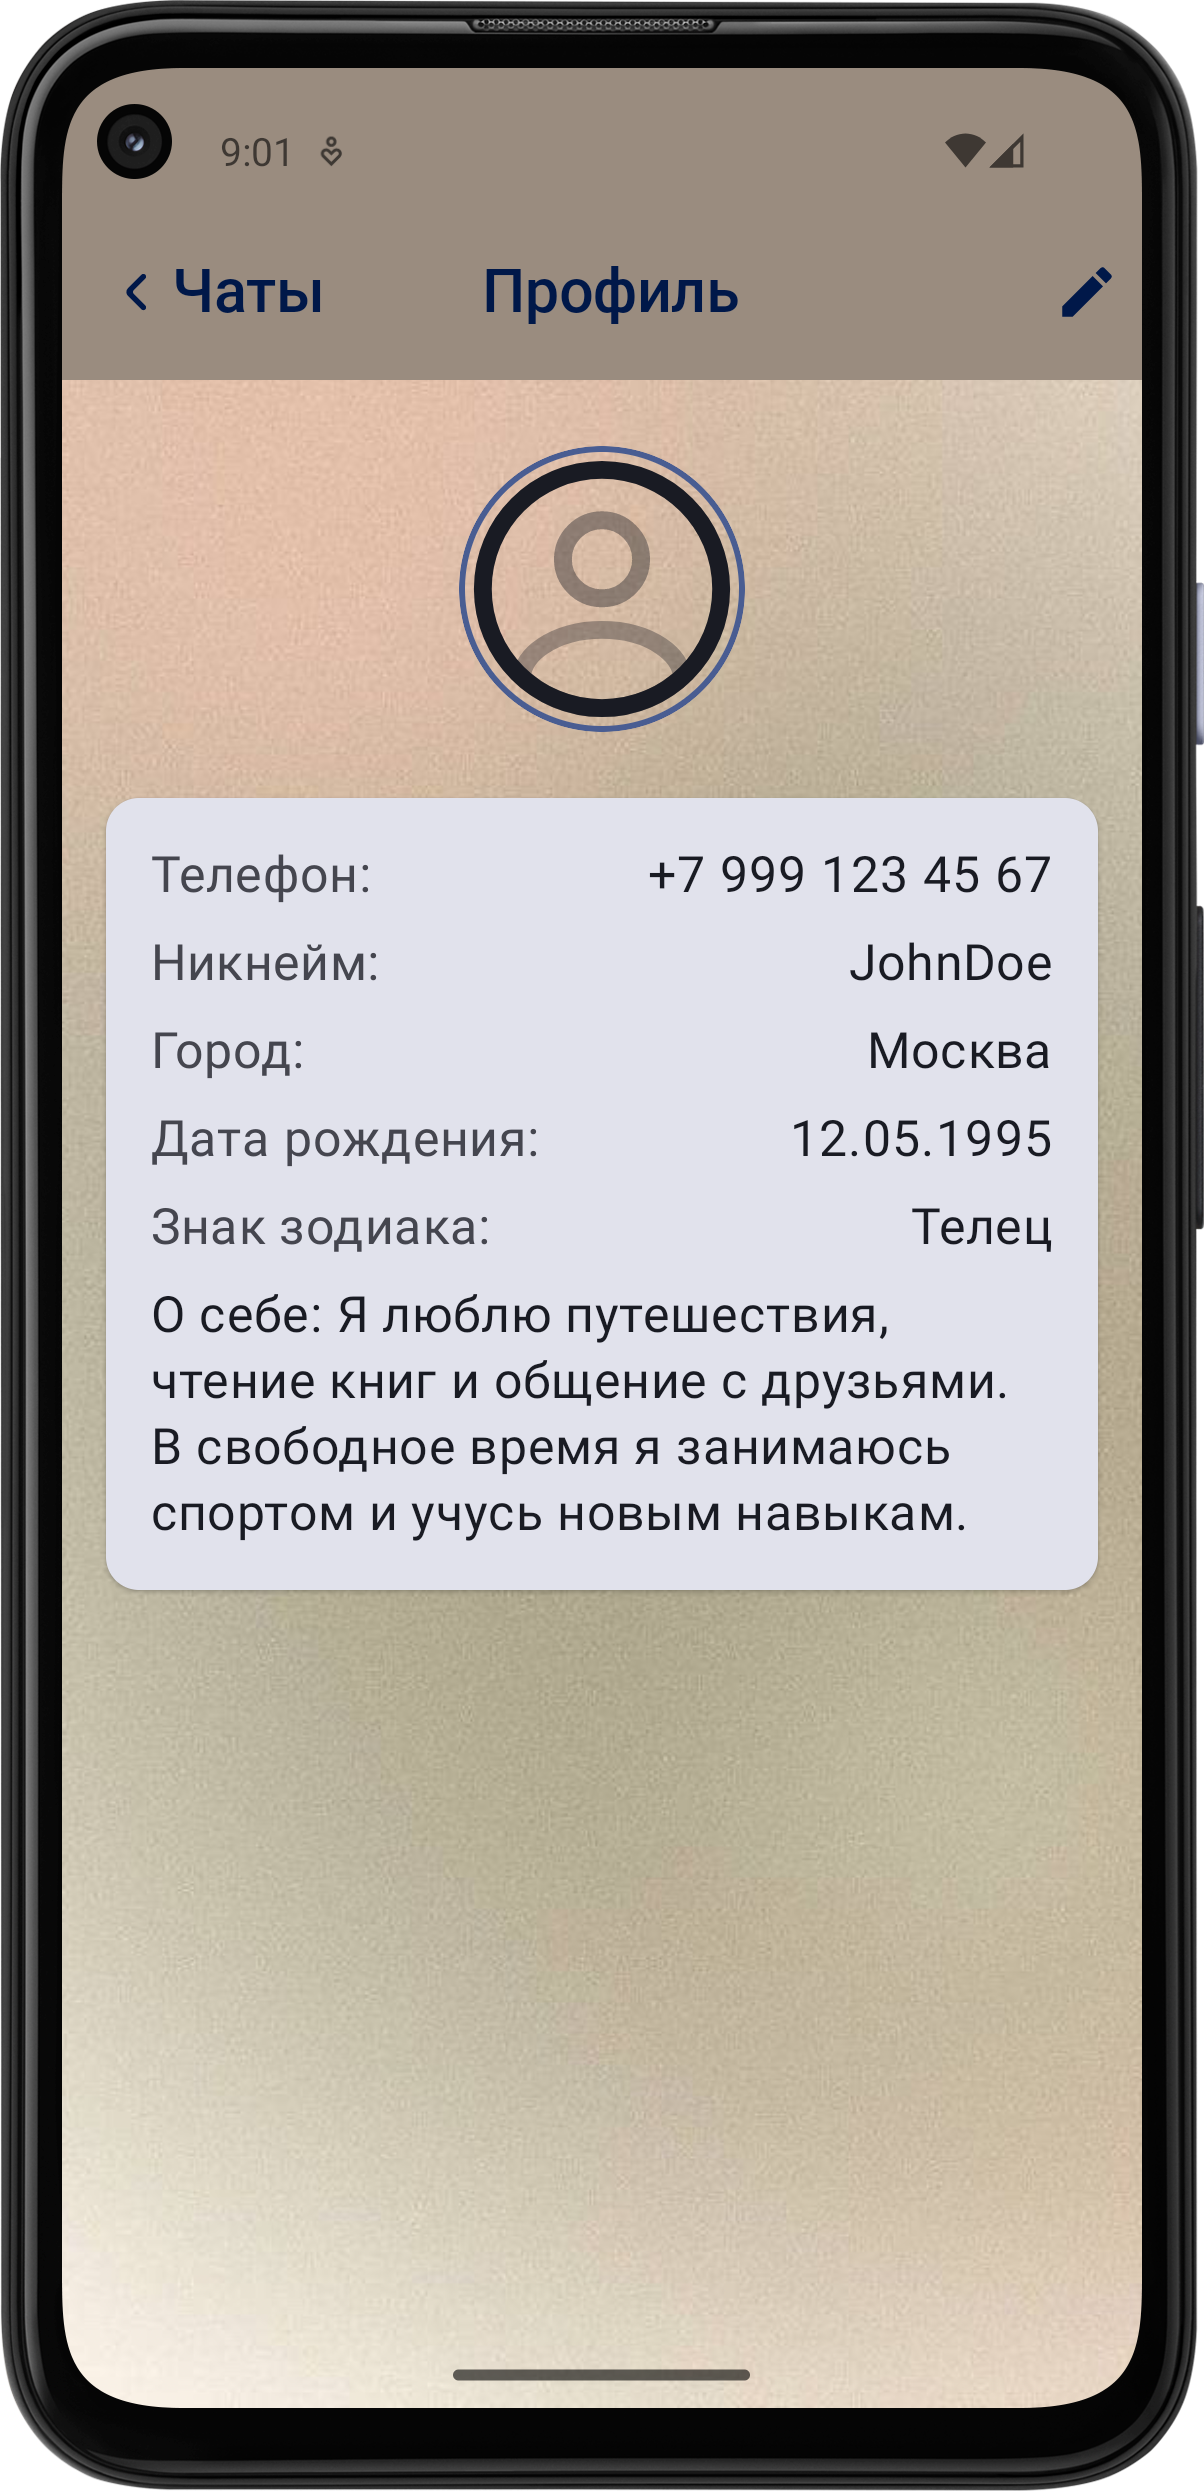 9:01
Чаты Профиль
Телефон: +7 999 123 45 67
Никнейм: JohnDoe
Город: Москва
Дата рождения: 12.05.1995
Знак зодиака: Телец
О себе: Я люблю путешествия,
чтение книг и общение с друзьями.
В свободное время я занимаюсь
спортом и учусь новым навыкам.